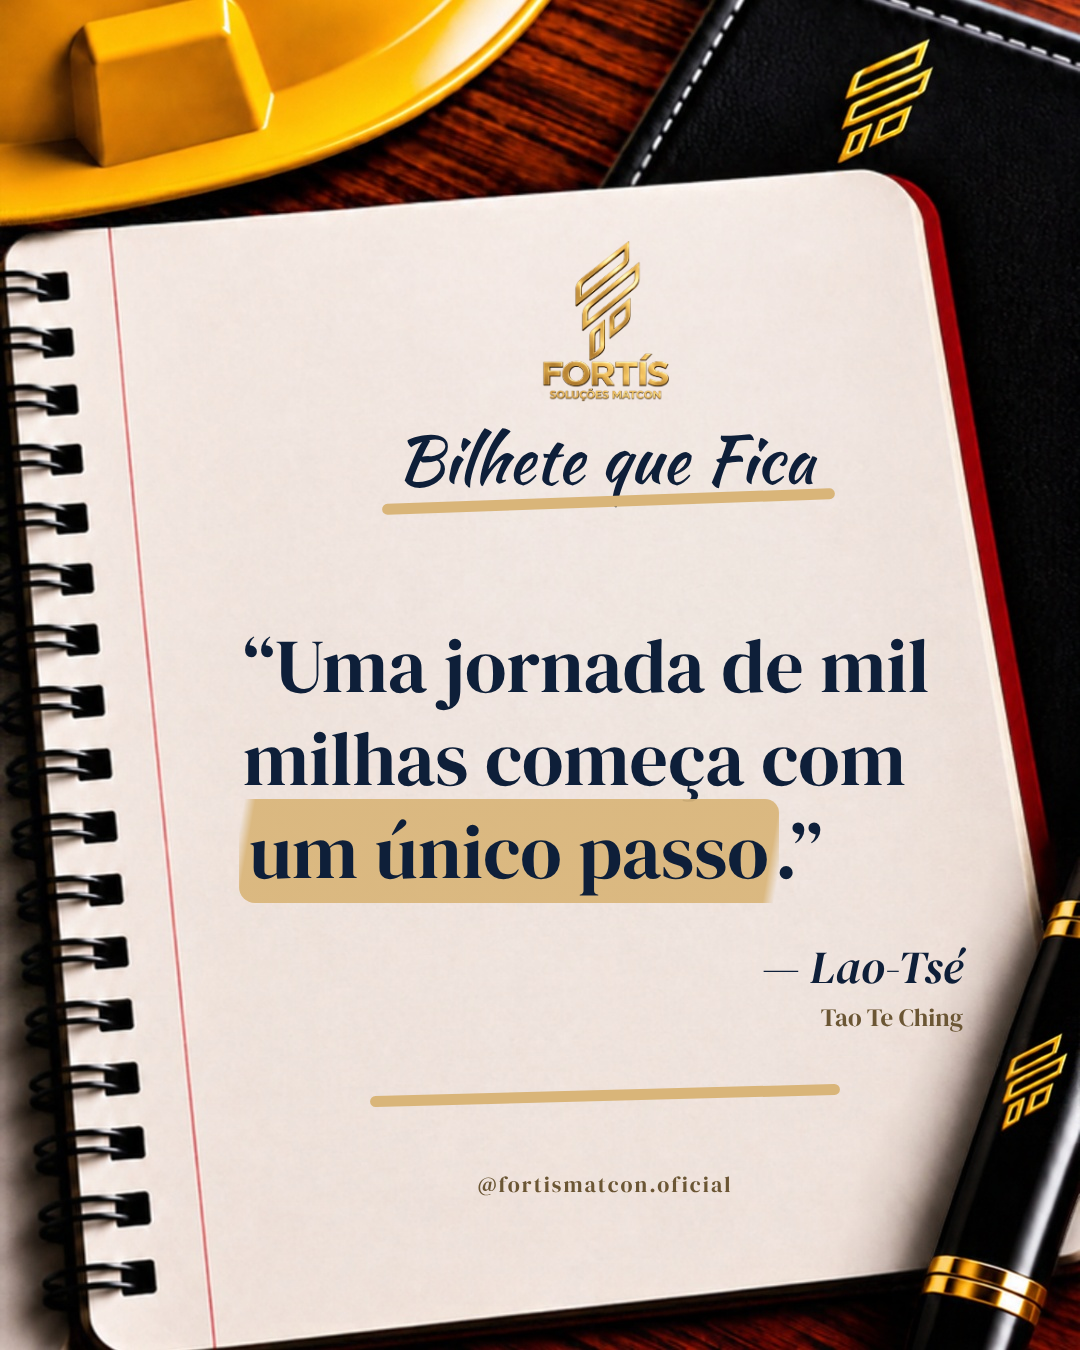 FORTÍS
SOLUÇÕES MATCON
Bilhete que Fica
“Uma jornada de mil
milhas começa com
um único passo.”
— Lao-Tsé
Tao Te Ching
@fortismatcon.oficial